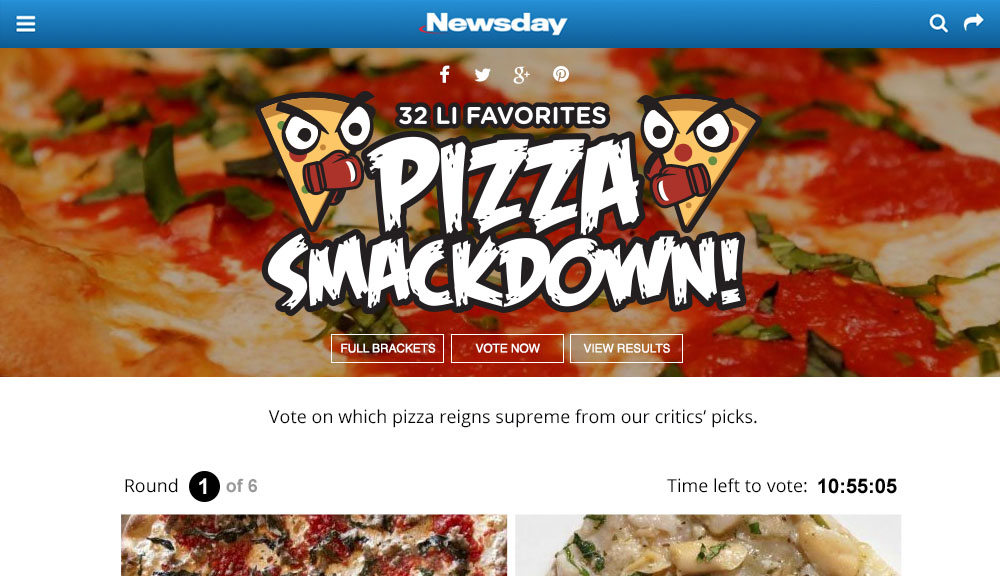 Newsday
32 LI FAVORITES
PIZZA
SMACKDOWN!
FULL BRACKETS VOTE NOW VIEW RESULTS
Vote on which pizza reigns supreme from our critics‘ picks.
Round 1 of 6 Time left to vote: 10:55:05